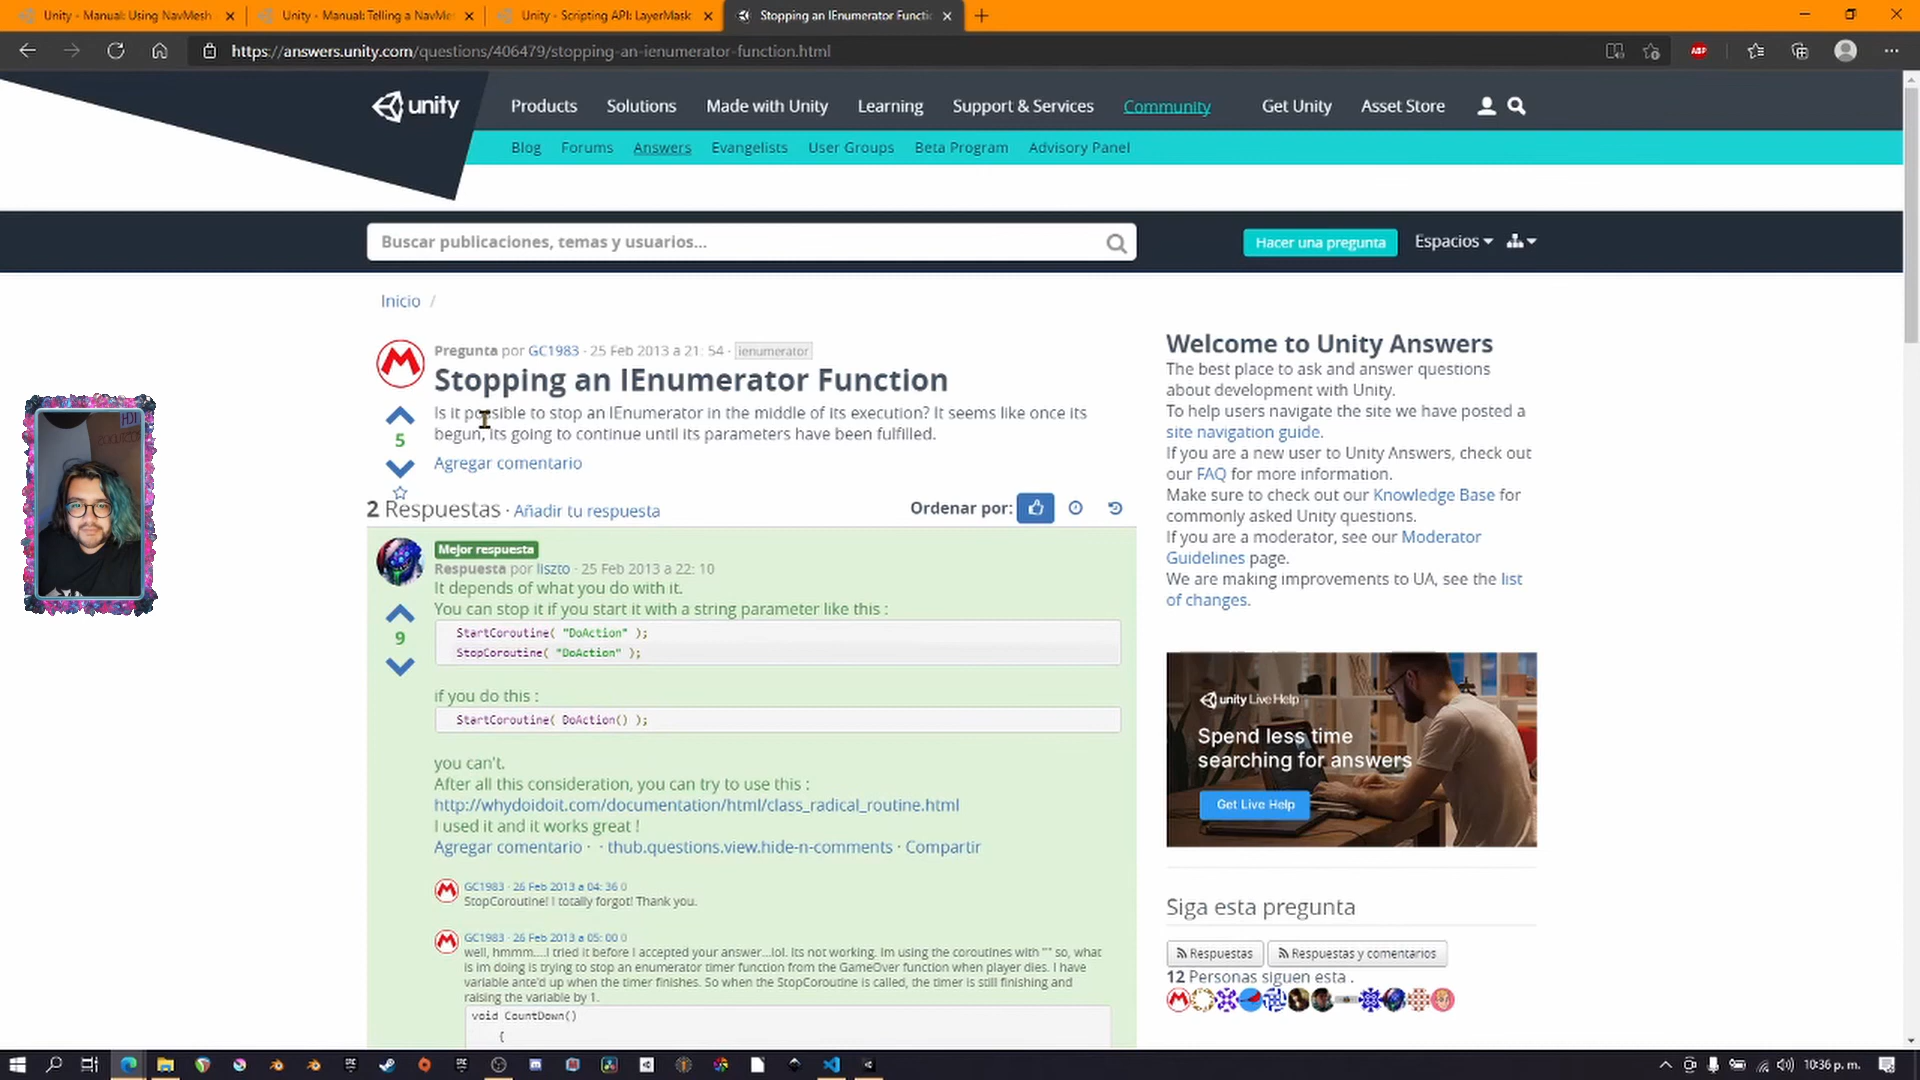 Unity - Manual: Using NavMesh
Unity - Manual: Telling a NavMe
Unity - Scripting API: LayerMask
Stopping an IEnumerator Functi
https://answers.unity.com/questions/406479/stopping-an-ienumerator-function.html
ABP
unity
Products Solutions Made with Unity Learning Support & Services Community Get Unity Asset Store
Blog Forums Answers Evangelists User Groups Beta Program Advisory Panel
Buscar publicaciones, temas y usuarios...
Hacer una pregunta
Espacios
Inicio /
Pregunta por GC1983 · 25 Feb 2013 a 21: 54 · ienumerator
Stopping an IEnumerator Function
Is it possible to stop an IEnumerator in the middle of its execution? It seems like once its
begun, its going to continue until its parameters have been fulfilled.
5
Agregar comentario
2 Respuestas · Añadir tu respuesta
Ordenar por:
Mejor respuesta
Respuesta por liszto · 25 Feb 2013 a 22: 10
It depends of what you do with it.
You can stop it if you start it with a string parameter like this :
9
StartCoroutine( "DoAction" );
StopCoroutine( "DoAction" );
if you do this :
StartCoroutine( DoAction() );
you can't.
After all this consideration, you can try to use this :
http://whydoidoit.com/documentation/html/class_radical_routine.html
I used it and it works great !
Agregar comentario · · thub.questions.view.hide-n-comments · Compartir
GC1983 · 26 Feb 2013 a 04: 36 0
StopCoroutine! I totally forgot! Thank you.
GC1983 · 26 Feb 2013 a 05: 00 0
well, hmmm....I tried it before I accepted your answer...lol. Its not working. Im using the coroutines with "" so, what
is im doing is trying to stop an enumerator timer function from the GameOver function when player dies. I have
variable ante'd up when the timer finishes. So when the StopCoroutine is called, the timer is still finishing and
raising the variable by 1.
void CountDown()
{
Welcome to Unity Answers
The best place to ask and answer questions
about development with Unity.
To help users navigate the site we have posted a
site navigation guide.
If you are a new user to Unity Answers, check out
our FAQ for more information.
Make sure to check out our Knowledge Base for
commonly asked Unity questions.
If you are a moderator, see our Moderator
Guidelines page.
We are making improvements to UA, see the list
of changes.
unity Live Help
Spend less time
searching for answers
Get Live Help
Siga esta pregunta
Respuestas
Respuestas y comentarios
12 Personas siguen esta .
10:36 p. m.